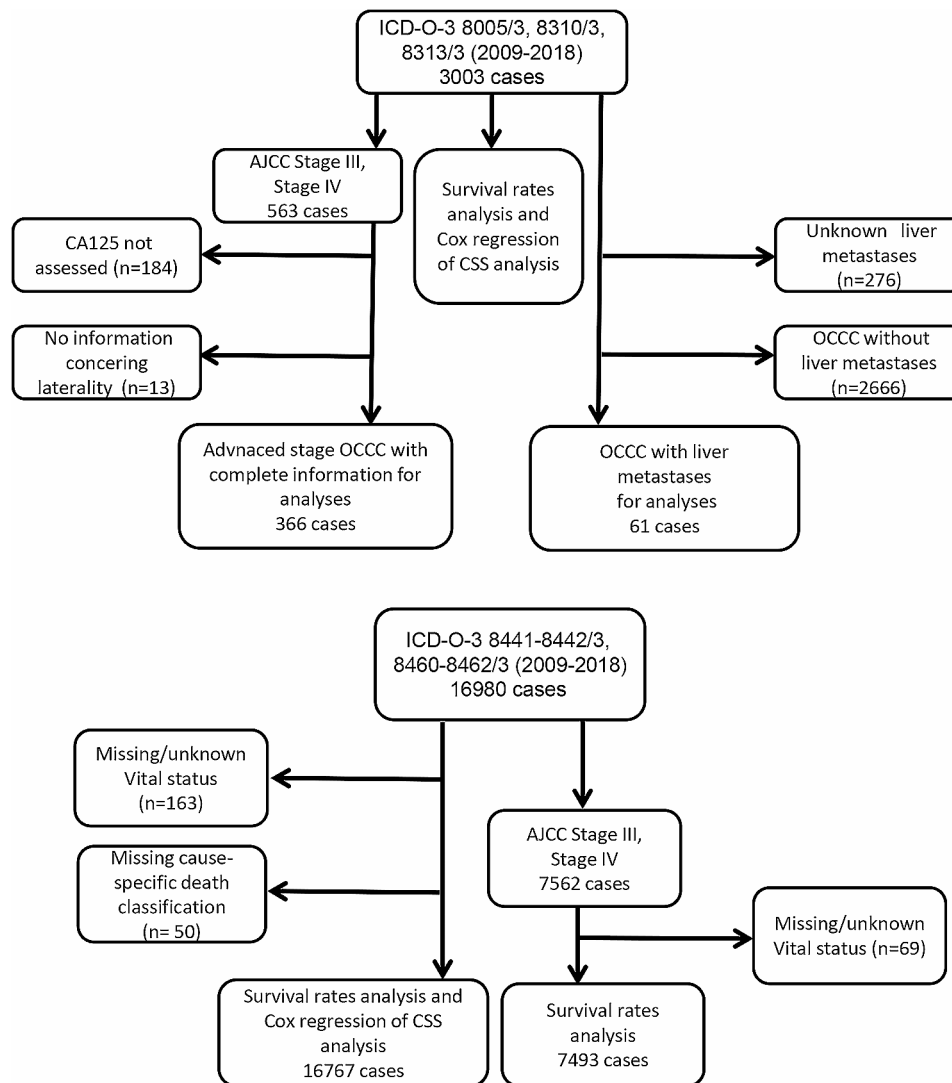 ICD-O-3 8005/3, 8310/3,
8313/3 (2009-2018)
3003 cases
AJCC Stage III,
Stage IV
563 cases
Survival rates
analysis and
Cox regression
of CSS analysis
CA125 not
assessed (n=184)
Unknown liver
metastases
(n=276)
No information
concering
laterality (n=13)
OCCC without
liver metastases
(n=2666)
Advnaced stage OCCC with
complete information for
analyses
366 cases
OCCC with liver
metastases
for analyses
61 cases
ICD-O-3 8441-8442/3,
8460-8462/3 (2009-2018)
16980 cases
Missing/unknown
Vital status
(n=163)
AJCC Stage III,
Stage IV
7562 cases
Missing cause-
specific death
classification
(n= 50)
Missing/unknown
Vital status (n=69)
Survival rates analysis and
Cox regression of CSS
analysis
16767 cases
Survival rates
analysis
7493 cases